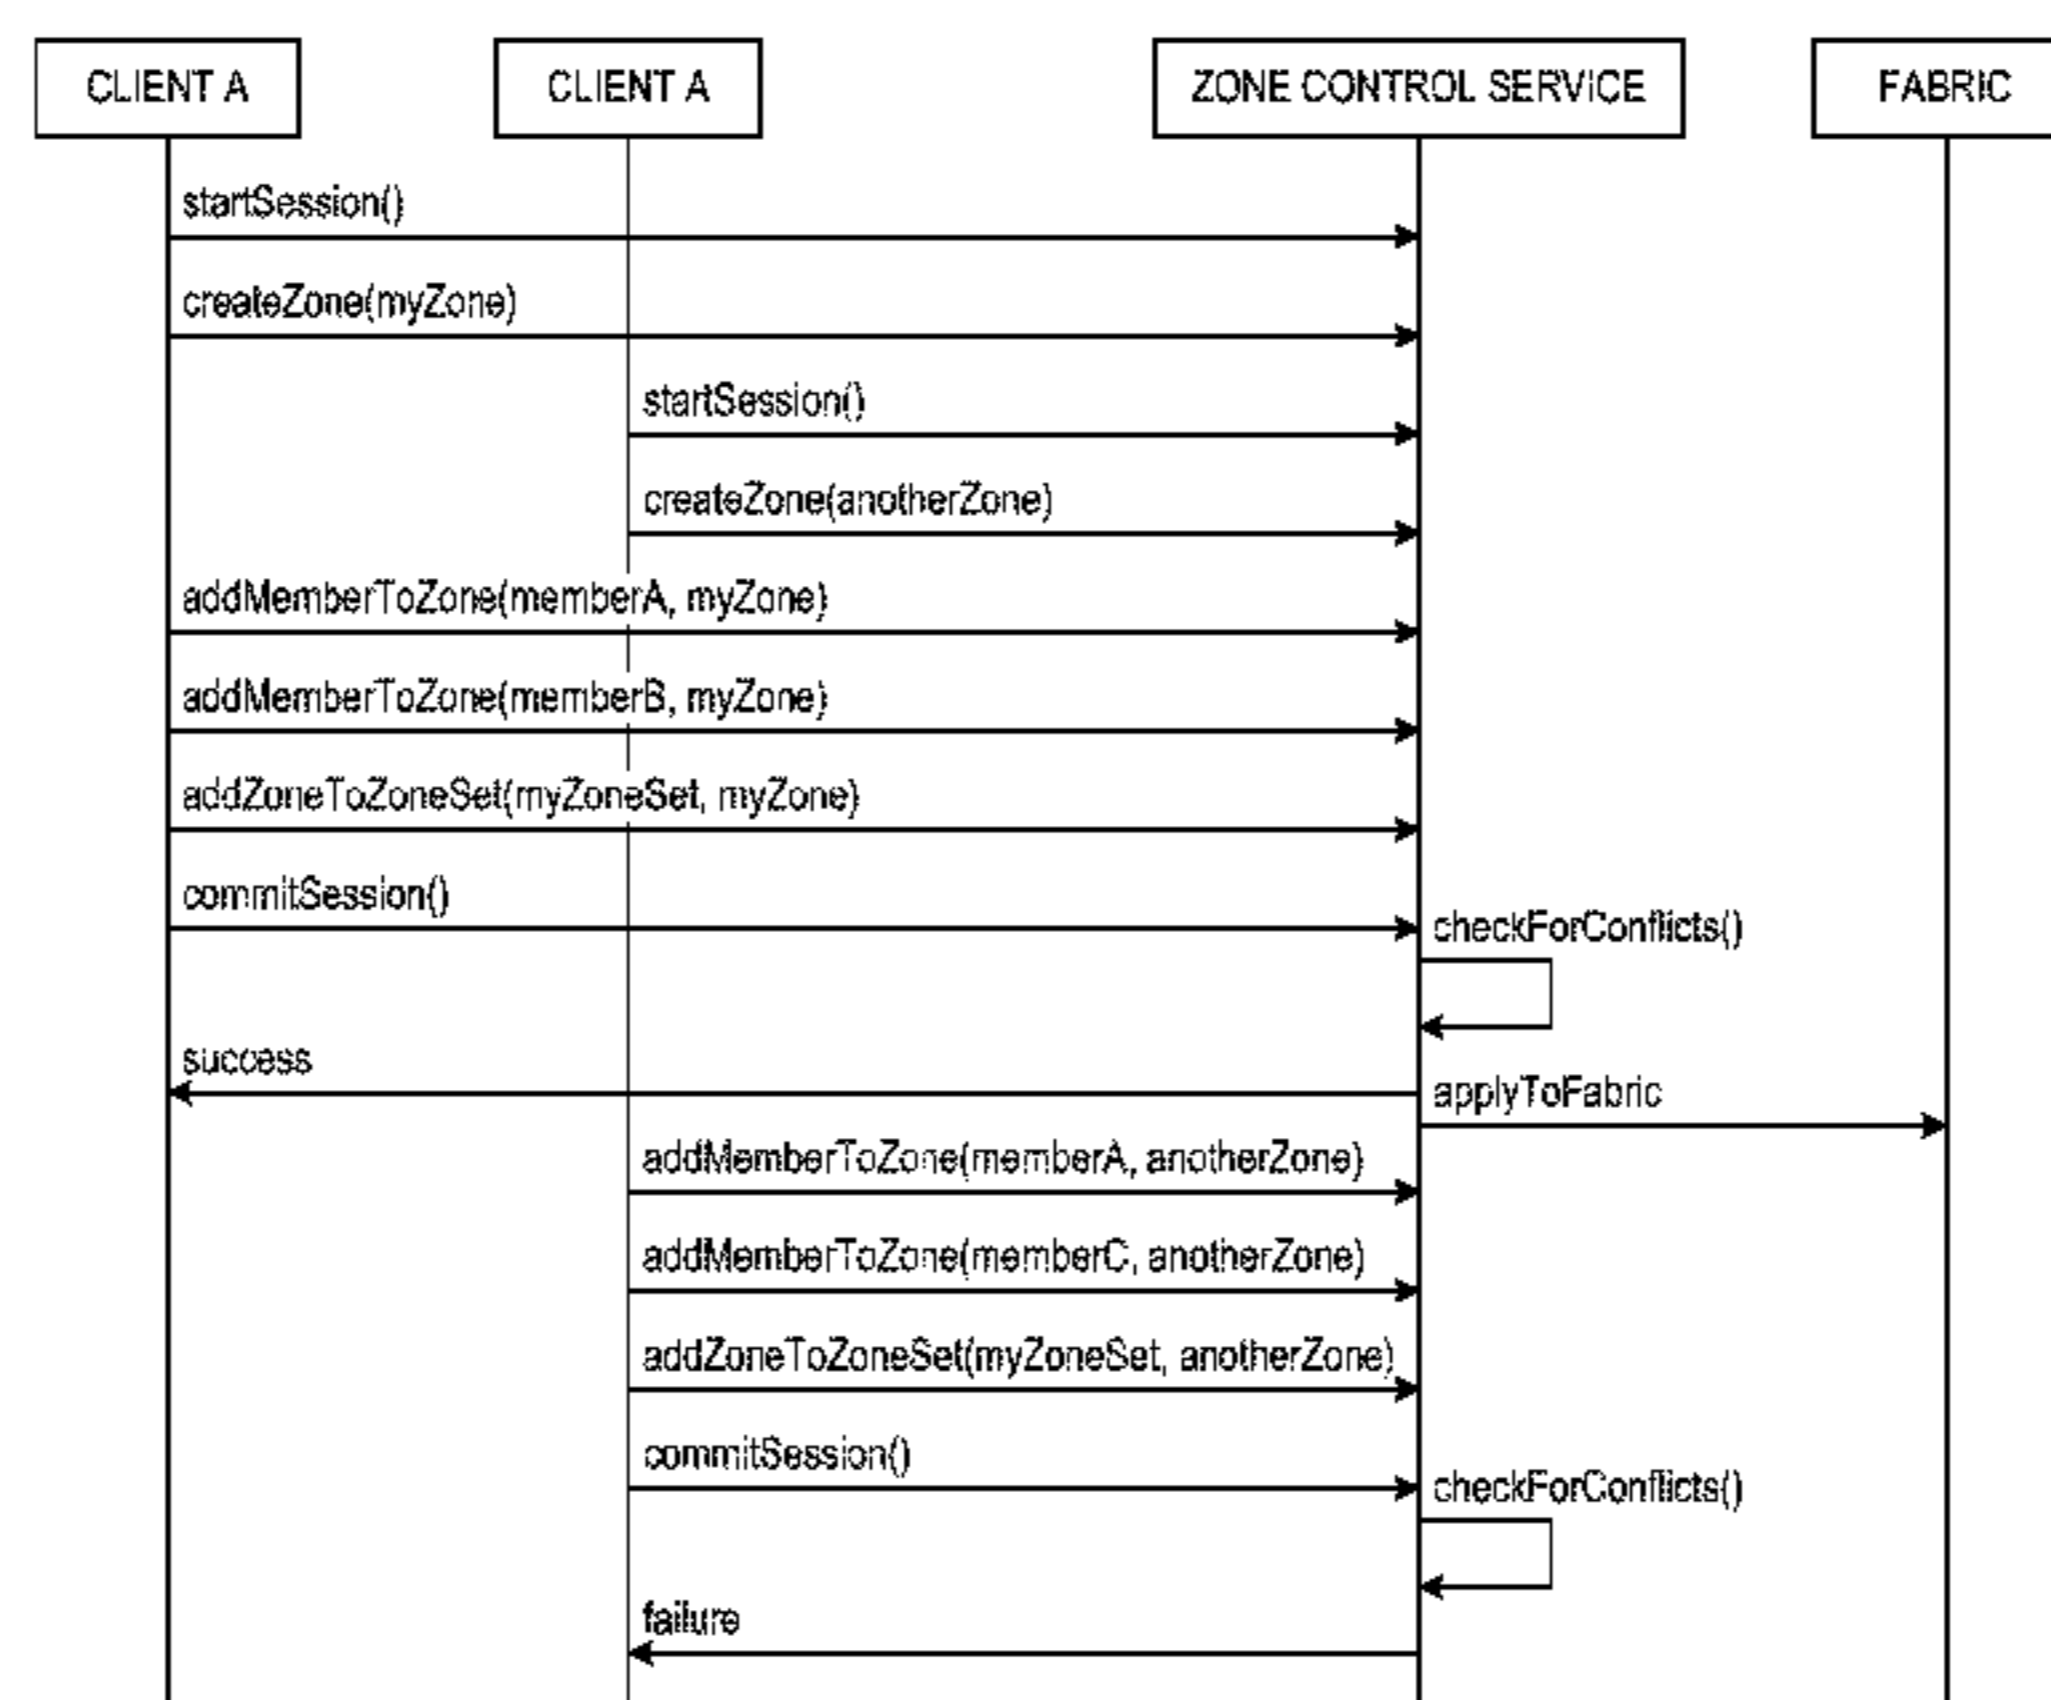 CLIENT A
CLIENT A
ZONE CONTROL SERVICE
FABRIC
startSession()
createZone(myZone)
startSession()
createZone(anotherZone)
addMemberToZone(memberA, myZone)
addMemberToZone(memberB, myZone)
addZoneToZoneSet(myZoneSet, myZone)
commitSession()
checkForConflicts()
success
applyToFabric
addMemberToZone(memberA, anotherZone)
addMemberToZone(memberC, anotherZone)
addZoneToZoneSet(myZoneSet, anotherZone)
commitSession()
checkForConflicts()
failure